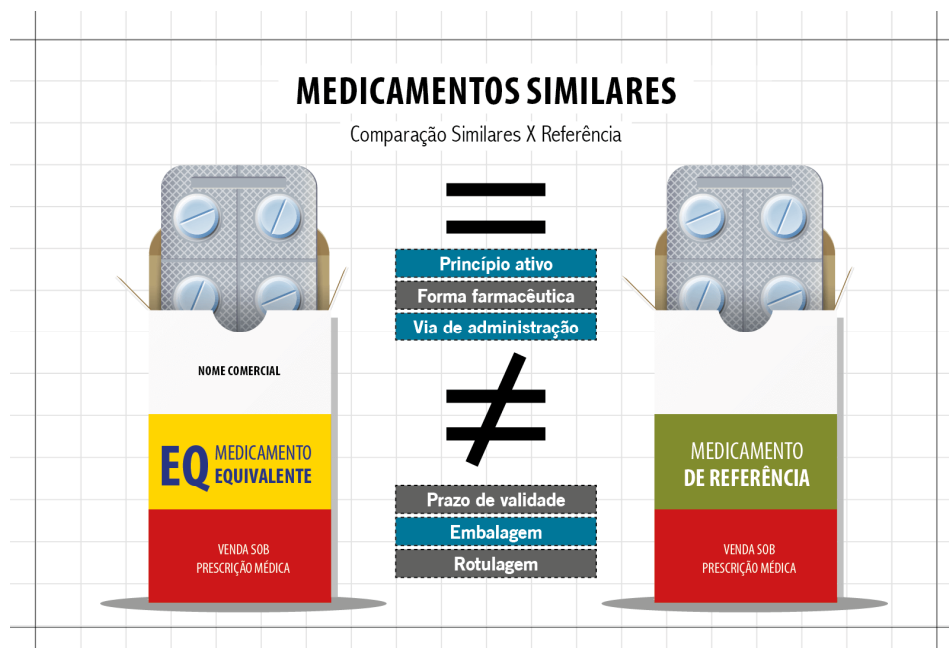 MEDICAMENTOS SIMILARES
Comparação Similares X Referência
Princípio ativo
Forma farmacêutica
Via de administração
NOME COMERCIAL
EQ MEDICAMENTO
EQUIVALENTE
VENDA SOB
PRESCRIÇÃO MÉDICA
Prazo de validade
Embalagem
Rotulagem
MEDICAMENTO
DE REFERÊNCIA
VENDA SOB
PRESCRIÇÃO MÉDICA